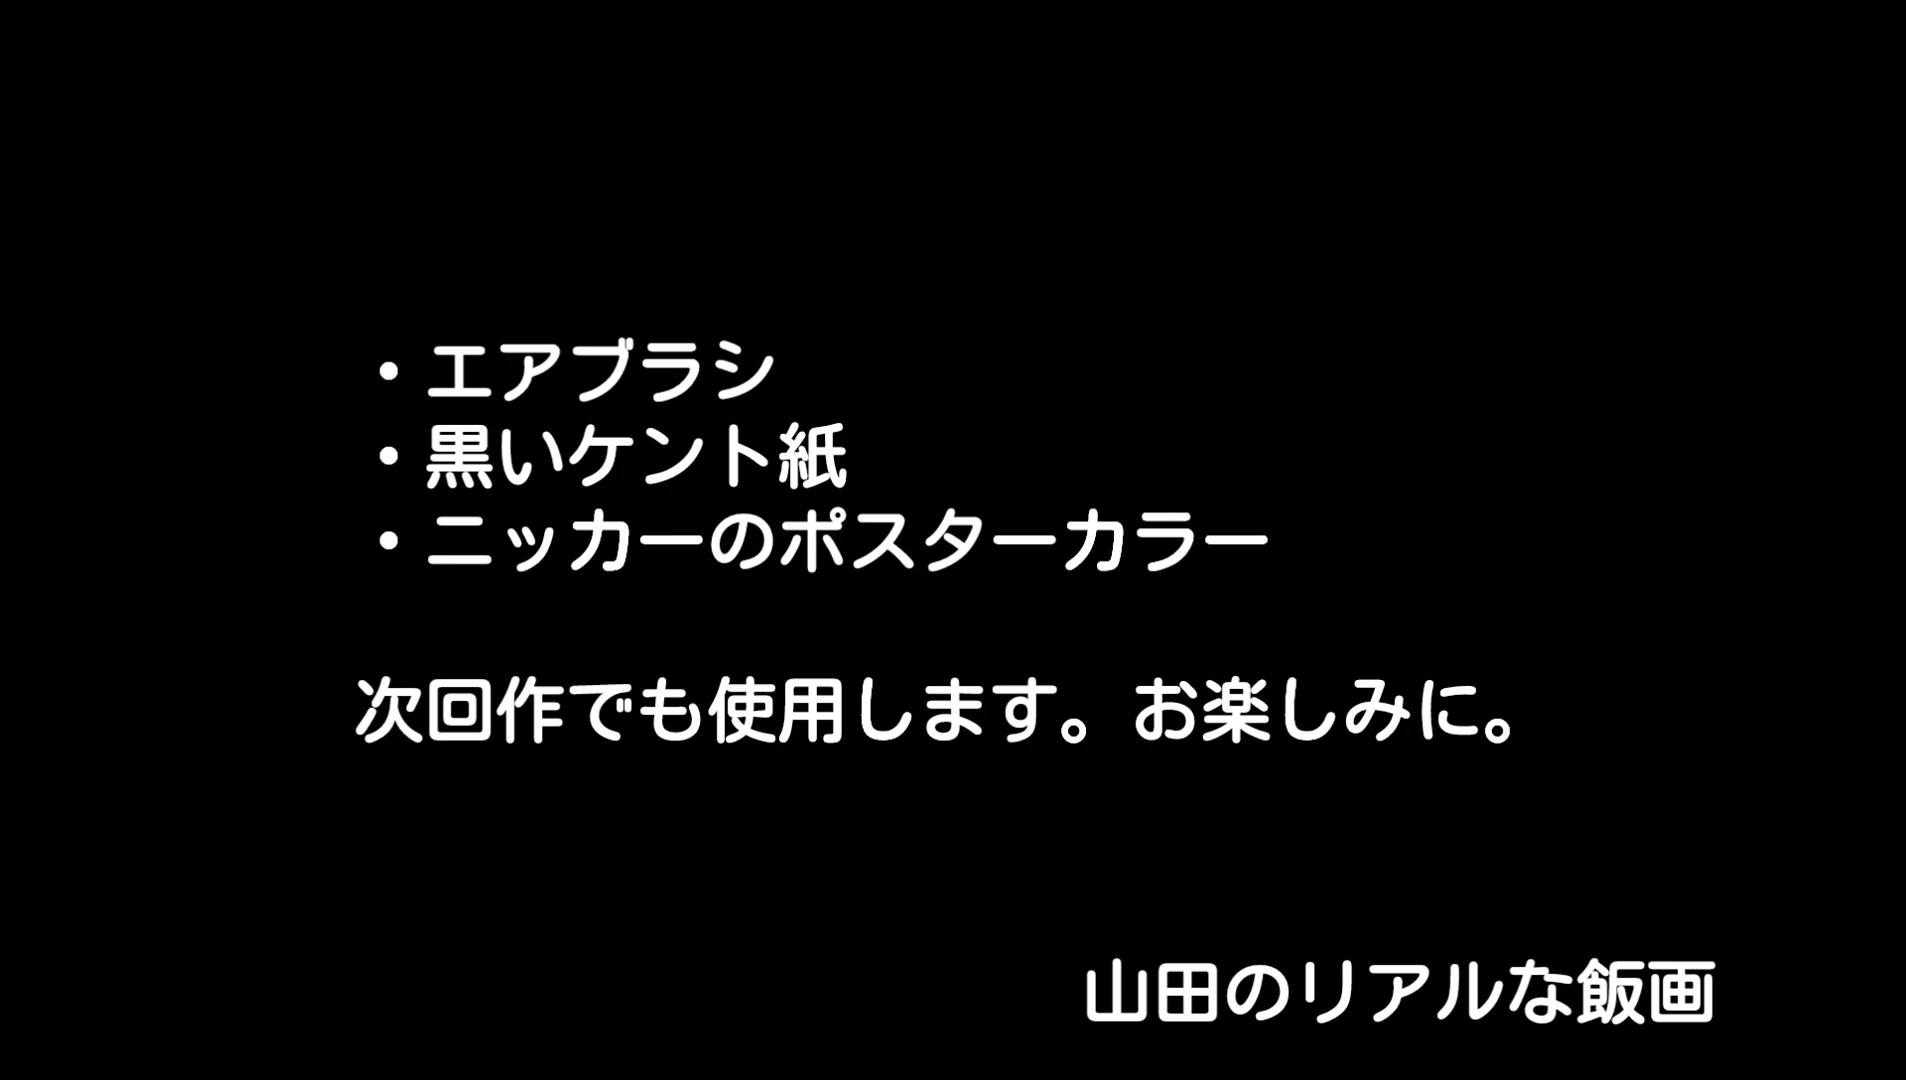 ・エアブラシ
・黒いケント紙
・ニッカーのポスターカラー
次回作でも使用します。お楽しみに。
山田のリアルな飯画